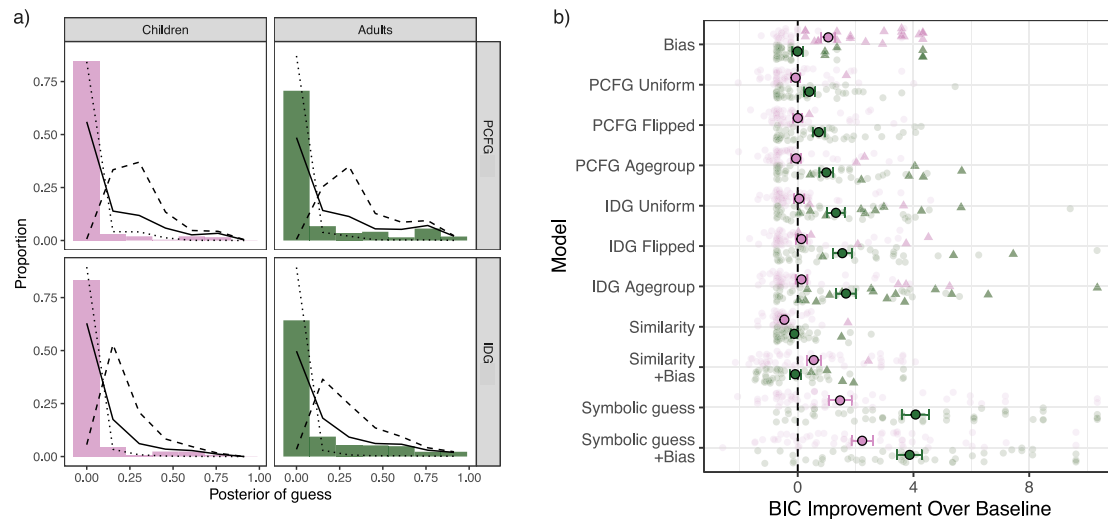 a)
Children
Adults
0.75
0.50
0.25
0.00
PCFG
0.75
0.50
0.25
0.00
IDG
Proportion
0.00 0.25 0.50 0.75 1.00
0.00 0.25 0.50 0.75 1.00
Posterior of guess
b)
Bias
PCFG Uniform
PCFG Flipped
PCFG Agegroup
IDG Uniform
IDG Flipped
IDG Agegroup
Similarity
Similarity
+Bias
Symbolic guess
Symbolic guess
+Bias
Model
0 4 8
BIC Improvement Over Baseline